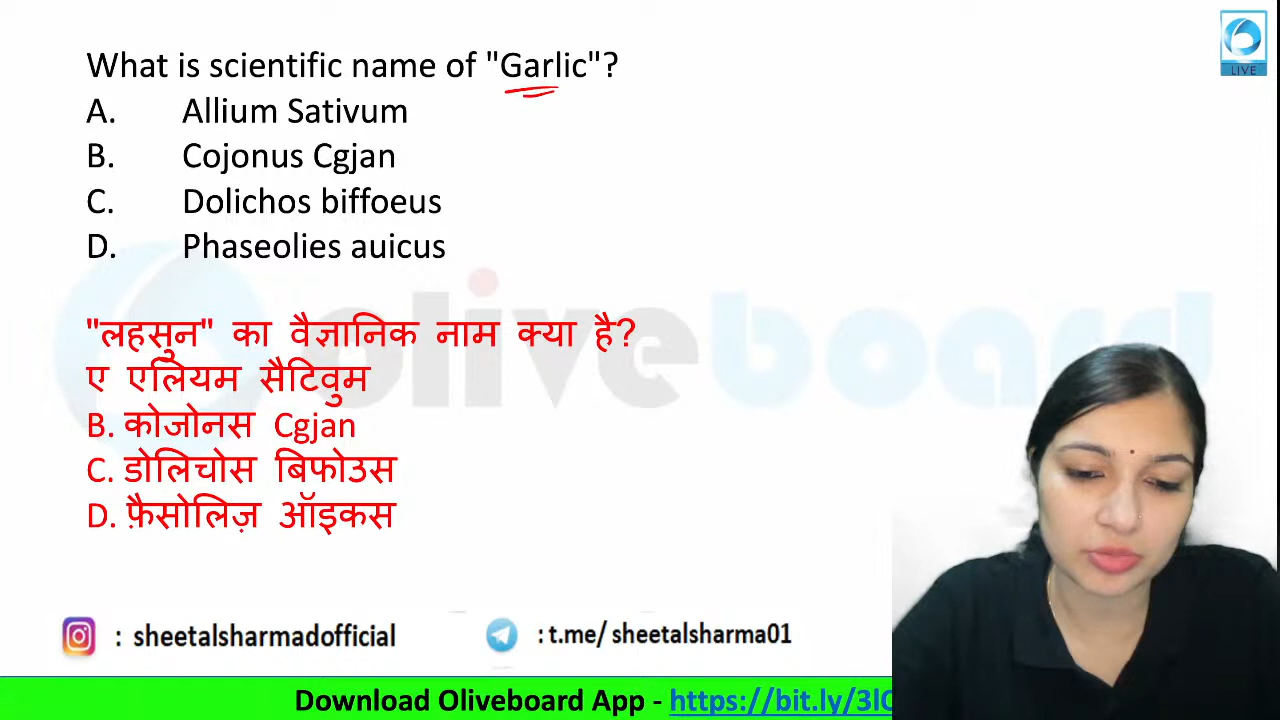 LIVE
What is scientific name of "Garlic"?
A. Allium Sativum
B. Cojonus Cgjan
C. Dolichos biffoeus
D. Phaseolies auicus
oliveboard
"लहसुन" का वैज्ञानिक नाम क्या है?
ए एलियम सैटिवुम
B. कोजोनस Cgjan
C. डोलिचोस बिफोउस
D. फ़ैसोलिज़ ऑइकस
: sheetalsharmadofficial
: t.me/ sheetalsharma01
Download Oliveboard App - https://bit.ly/3l